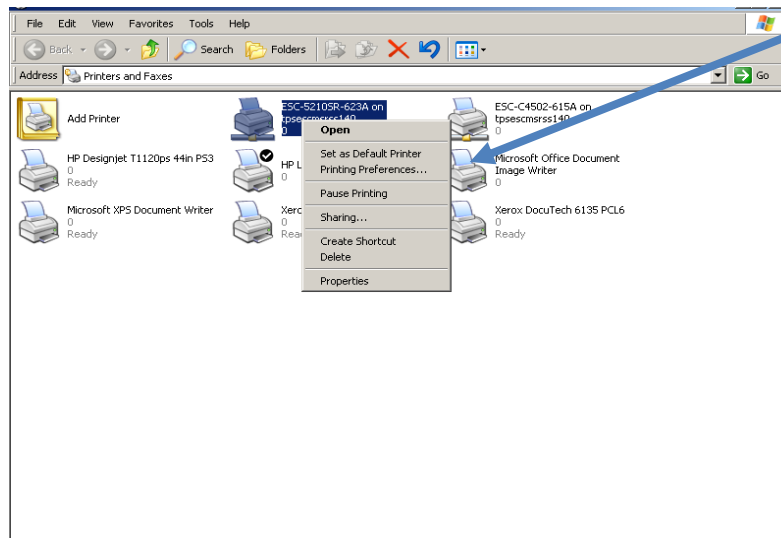 File Edit View Favorites Tools Help
Back Search Folders
Address Printers and Faxes Go
Add Printer
ESC-5210SR-623A on
0
ESC-C4502-615A on
tpsescmsrss140
0
HP Designjet T1120ps 44in PS3
0
Ready
HP L
0
Microsoft Office Document
Image Writer
0
Microsoft XPS Document Writer
0
Ready
Xerc
0
Rea
Xerox DocuTech 6135 PCL6
0
Ready
Open
Set as Default Printer
Printing Preferences...
Pause Printing
Sharing...
Create Shortcut
Delete
Properties